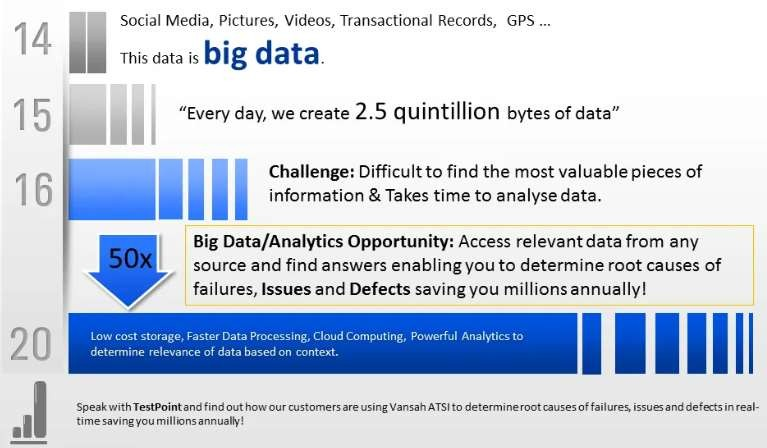 14
Social Media, Pictures, Videos, Transactional Records, GPS ...
This data is big data.
15
“Every day, we create 2.5 quintillion bytes of data”
16
Challenge: Difficult to find the most valuable pieces of
information & Takes time to analyse data.
50x
Big Data/Analytics Opportunity: Access relevant data from any
source and find answers enabling you to determine root causes of
failures, Issues and Defects saving you millions annually!
20
Low cost storage, Faster Data Processing, Cloud Computing, Powerful Analytics to
determine relevance of data based on context.
Speak with TestPoint and find out how our customers are using Vansah ATSI to determine root causes of failures, issues and defects in real-
time saving you millions annually!